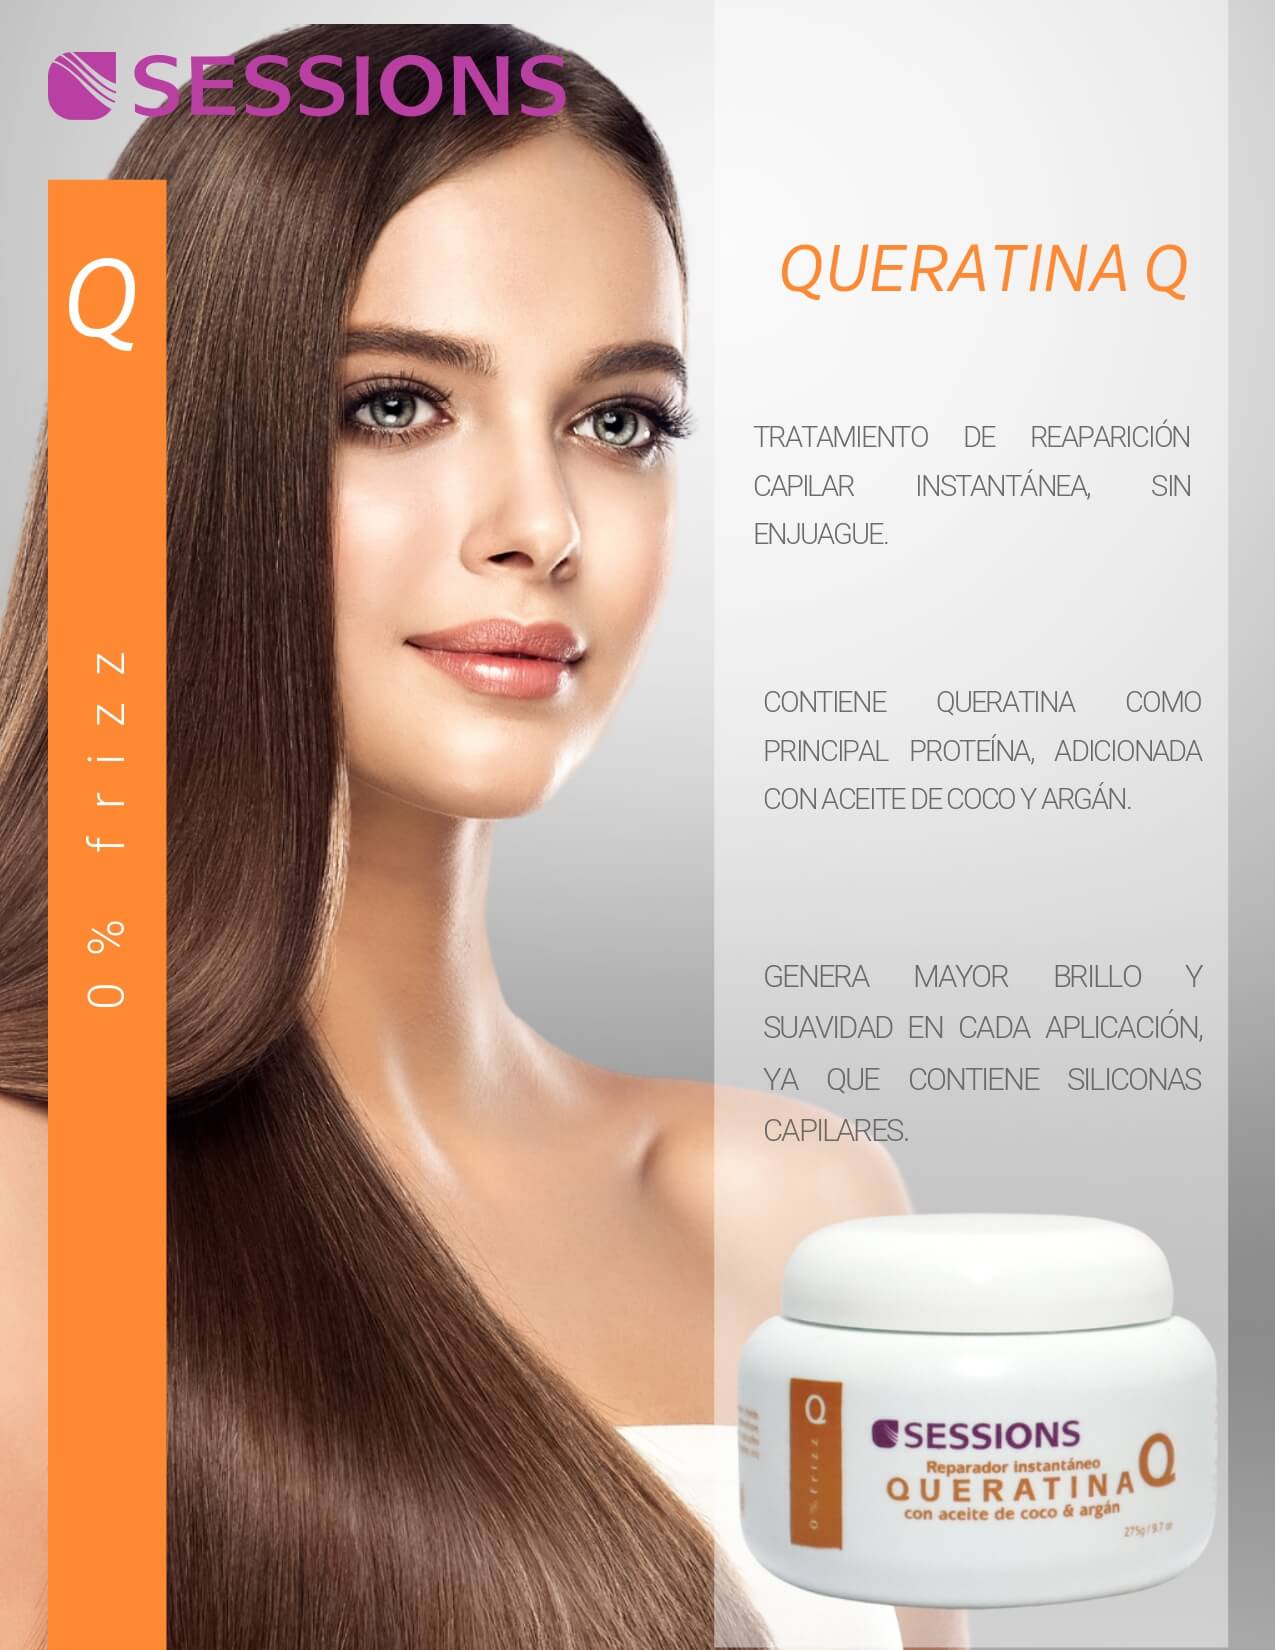 SESSIONS
Q
0% frizz
QUERATINA Q
TRATAMIENTO DE REAPARICIÓN
CAPILAR INSTANTÁNEA, SIN
ENJUAGUE.
CONTIENE QUERATINA COMO
PRINCIPAL PROTEÍNA, ADICIONADA
CON ACEITE DE COCO Y ARGÁN.
GENERA MAYOR BRILLO Y
SUAVIDAD EN CADA APLICACIÓN,
YA QUE CONTIENE SILICONAS
CAPILARES.
Q
0% frizz
SESSIONS
Reparador instantáneo
QUERATINA Q
con aceite de coco & argán
275g / 9.7 oz